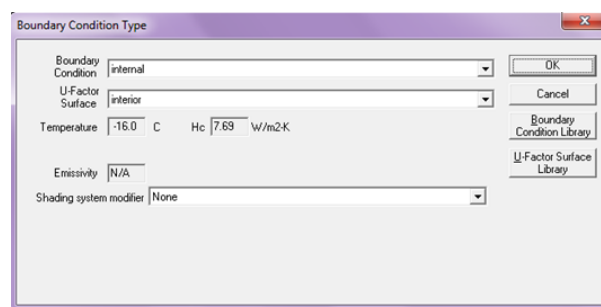 Boundary Condition Type
Boundary
Condition internal
OK
U-Factor
Surface interior
Cancel
Temperature -16.0 C Hc 7.69 W/m2-K
Boundary
Condition Library
Emissivity N/A
U-Factor Surface
Library
Shading system modifier None